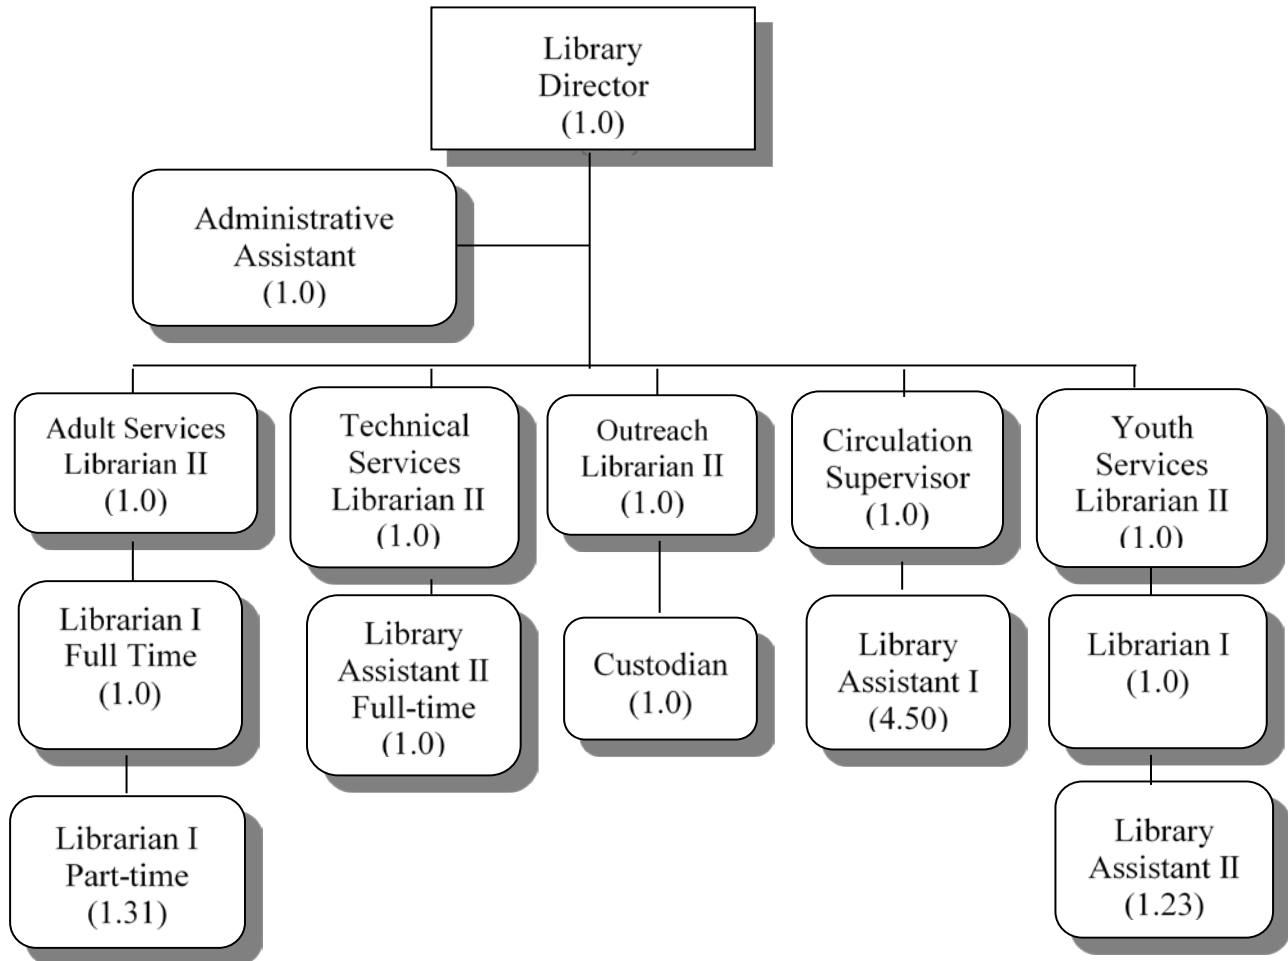 Library
Director
(1.0)
Administrative
Assistant
(1.0)
Adult Services
Librarian II
(1.0)
Technical
Services
Librarian II
(1.0)
Outreach
Librarian II
(1.0)
Circulation
Supervisor
(1.0)
Youth
Services
Librarian II
(1.0)
Librarian I
Full Time
(1.0)
Library
Assistant II
Full-time
(1.0)
Custodian
(1.0)
Library
Assistant I
(4.50)
Librarian I
(1.0)
Librarian I
Part-time
(1.31)
Library
Assistant II
(1.23)